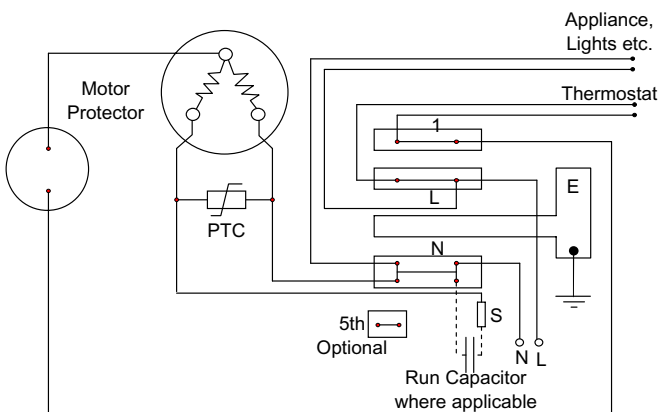 Appliance,
Lights etc.
Motor
Protector
Thermostat
1
L
E
PTC
N
S
5th
Optional
N L
Run Capacitor
where applicable